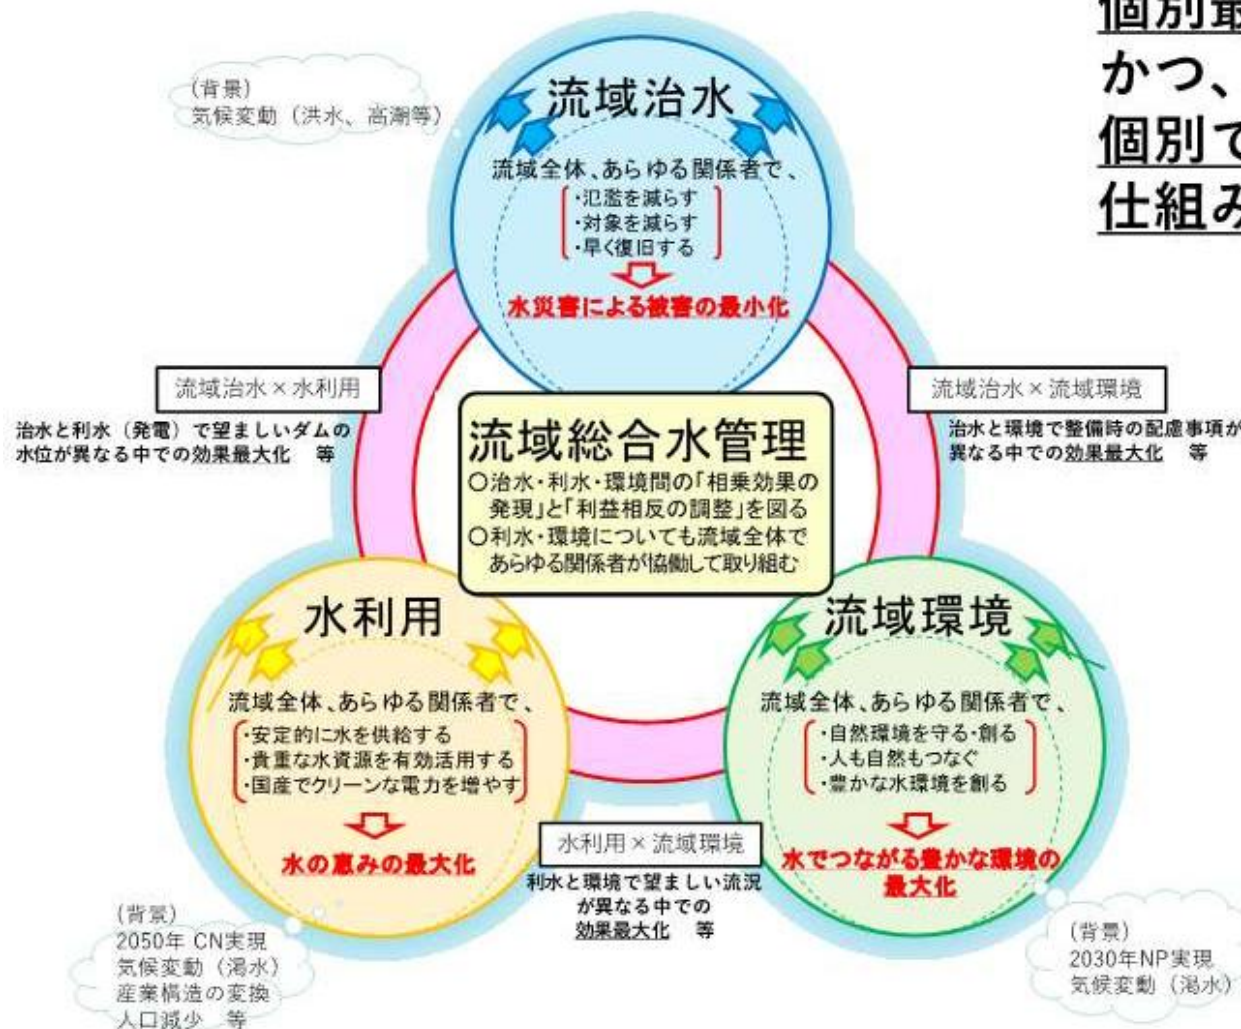 個別最
かつ、
個別で
仕組み
(背景)
気候変動（洪水、高潮等）
流域治水
流域全体、あらゆる関係者で、
・氾濫を減らす
・対象を減らす
・早く復旧する
水災害による被害の最小化
流域治水×水利用
治水と利水（発電）で望ましいダムの
水位が異なる中での効果最大化　等
流域治水×流域環境
治水と環境で整備時の配慮事項が
異なる中での効果最大化　等
流域総合水管理
○治水・利水・環境間の「相乗効果の
発現」と「利益相反の調整」を図る
○利水・環境についても流域全体で
あらゆる関係者が協働して取り組む
水利用
流域全体、あらゆる関係者で、
・安定的に水を供給する
・貴重な水資源を有効活用する
・国産でクリーンな電力を増やす
水の恵みの最大化
流域環境
流域全体、あらゆる関係者で、
・自然環境を守る・創る
・人も自然もつなぐ
・豊かな水環境を創る
水でつながる豊かな環境の
最大化
水利用×流域環境
利水と環境で望ましい流況
が異なる中での
効果最大化　等
(背景)
2050年 CN実現
気候変動（渇水）
産業構造の変換
人口減少　等
(背景)
2030年NP実現
気候変動（渇水）